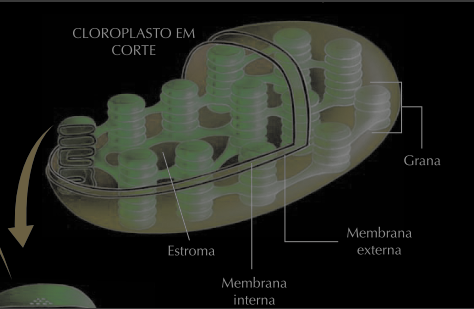 CLOROPLASTO EM
CORTE
Grana
Membrana
externa
Estroma
Membrana
interna